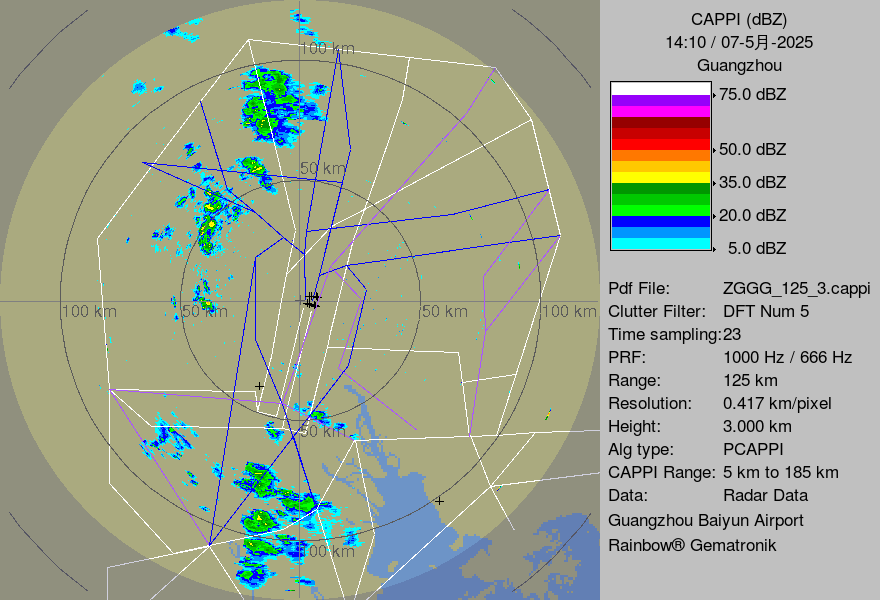 CAPPI (dBZ)
14:10 / 07-5月-2025
Guangzhou
75.0 dBZ
50.0 dBZ
35.0 dBZ
20.0 dBZ
5.0 dBZ
Pdf File: ZGGG_125_3.cappi
Clutter Filter: DFT Num 5
Time sampling:23
PRF: 1000 Hz / 666 Hz
Range: 125 km
Resolution: 0.417 km/pixel
Height: 3.000 km
Alg type: PCAPPI
CAPPI Range: 5 km to 185 km
Data: Radar Data
Guangzhou Baiyun Airport
Rainbow® Gematronik
100 km
50 km
100 km 50 km 50 km 100 km
50 km
100 km